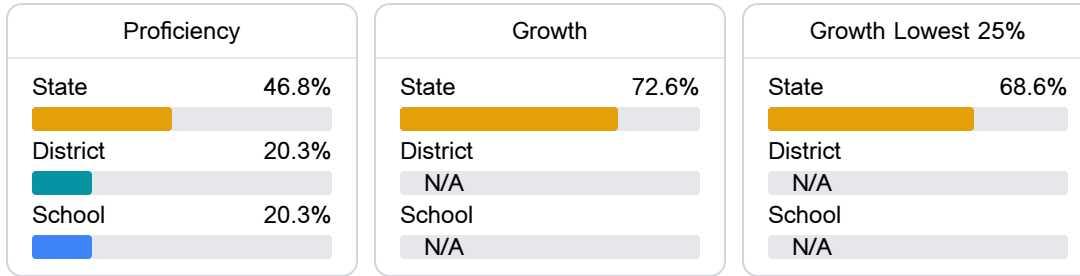 Proficiency
State 46.8%
District 20.3%
School 20.3%
Growth
State 72.6%
District
N/A
School
N/A
Growth Lowest 25%
State 68.6%
District
N/A
School
N/A